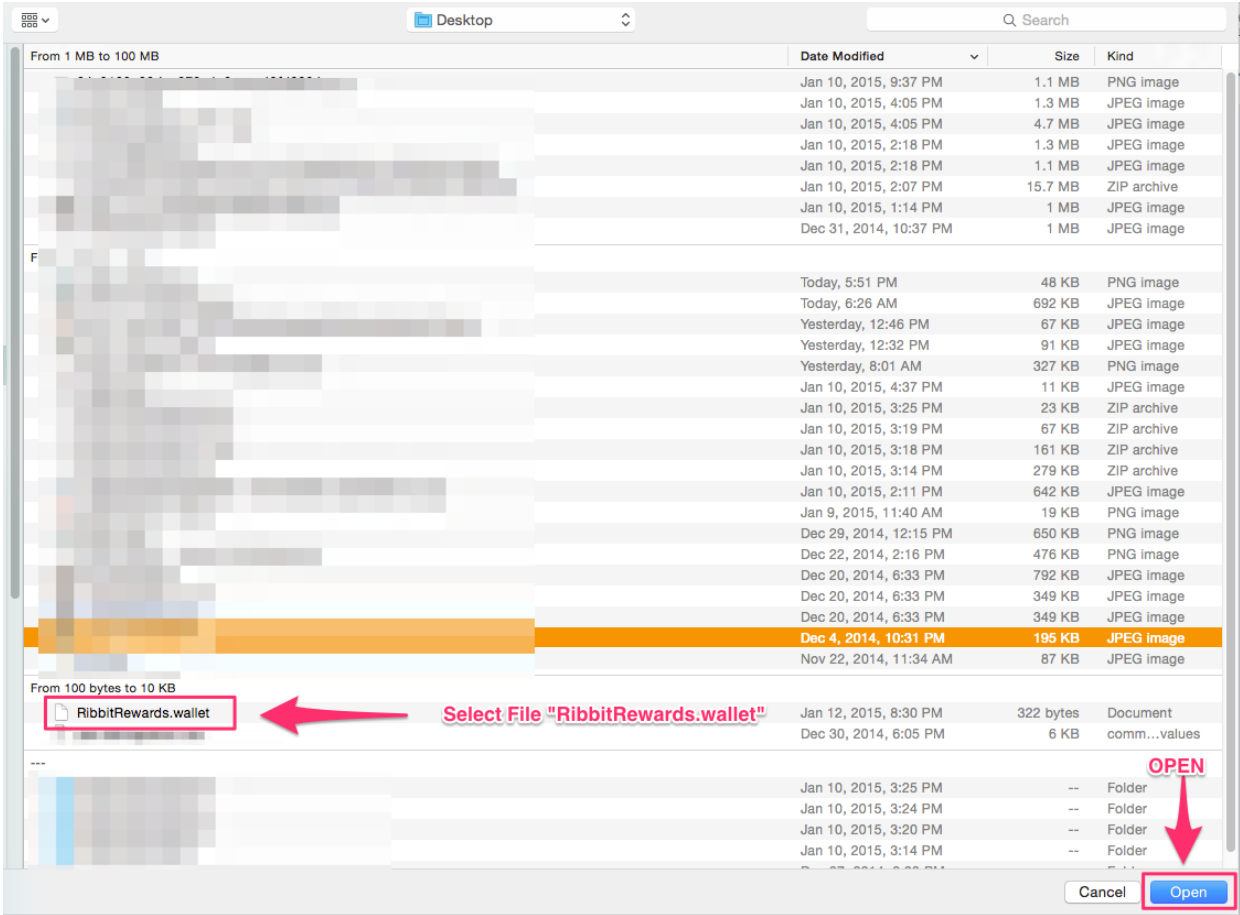 Desktop
Search
From 1 MB to 100 MB Date Modified Size Kind
Jan 10, 2015, 9:37 PM 1.1 MB PNG image
Jan 10, 2015, 4:05 PM 1.3 MB JPEG image
Jan 10, 2015, 4:05 PM 4.7 MB JPEG image
Jan 10, 2015, 2:18 PM 1.3 MB JPEG image
Jan 10, 2015, 2:18 PM 1.1 MB JPEG image
Jan 10, 2015, 2:07 PM 15.7 MB ZIP archive
Jan 10, 2015, 1:14 PM 1 MB JPEG image
Dec 31, 2014, 10:37 PM 1 MB JPEG image
F
Today, 5:51 PM 48 KB PNG image
Today, 6:26 AM 692 KB JPEG image
Yesterday, 12:46 PM 67 KB JPEG image
Yesterday, 12:32 PM 91 KB JPEG image
Yesterday, 8:01 AM 327 KB PNG image
Jan 10, 2015, 4:37 PM 11 KB JPEG image
Jan 10, 2015, 3:25 PM 23 KB ZIP archive
Jan 10, 2015, 3:19 PM 67 KB ZIP archive
Jan 10, 2015, 3:18 PM 161 KB ZIP archive
Jan 10, 2015, 3:14 PM 279 KB ZIP archive
Jan 10, 2015, 2:11 PM 642 KB JPEG image
Jan 9, 2015, 11:40 AM 19 KB PNG image
Dec 29, 2014, 12:15 PM 650 KB PNG image
Dec 22, 2014, 2:16 PM 476 KB PNG image
Dec 20, 2014, 6:33 PM 792 KB JPEG image
Dec 20, 2014, 6:33 PM 349 KB JPEG image
Dec 20, 2014, 6:33 PM 349 KB JPEG image
Dec 4, 2014, 10:31 PM 195 KB JPEG image
Nov 22, 2014, 11:34 AM 87 KB JPEG image
From 100 bytes to 10 KB
RibbitRewards.wallet Select File "RibbitRewards.wallet" Jan 12, 2015, 8:30 PM 322 bytes Document
Dec 30, 2014, 6:05 PM 6 KB comm...values
---
OPEN
Jan 10, 2015, 3:25 PM -- Folder
Jan 10, 2015, 3:24 PM -- Folder
Jan 10, 2015, 3:20 PM -- Folder
Jan 10, 2015, 3:14 PM -- Folder
Cancel Open